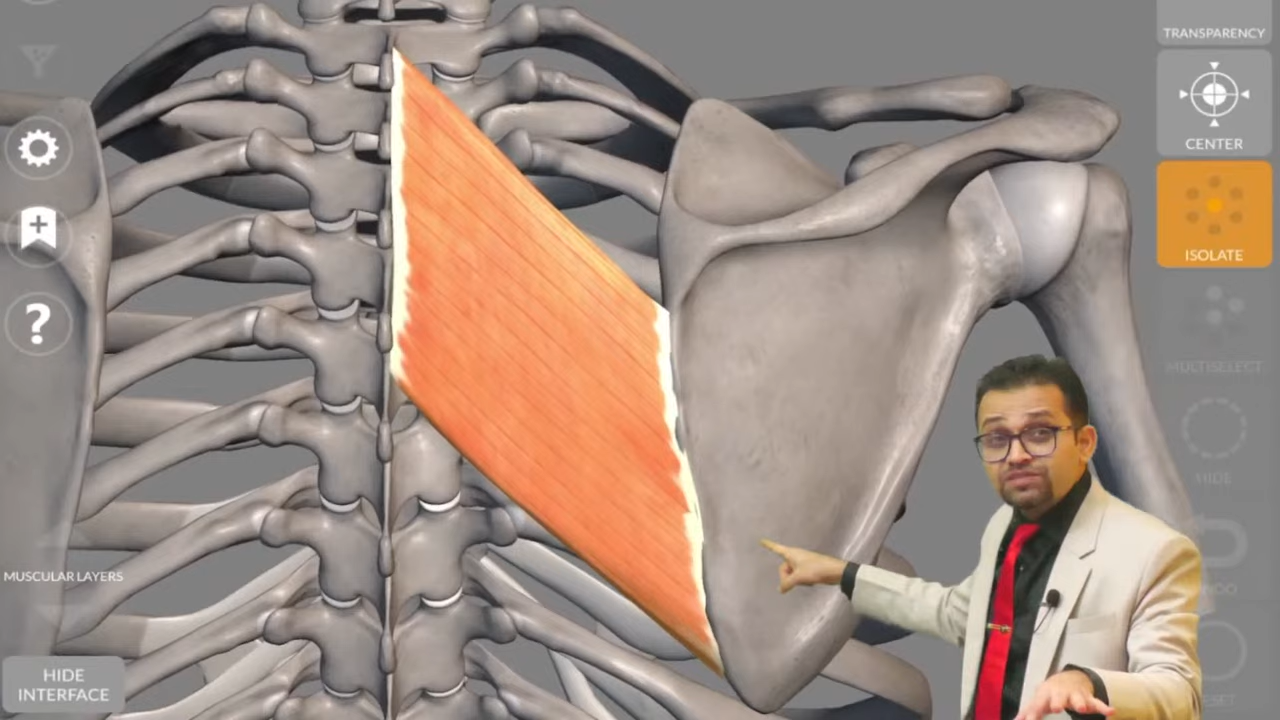 TRANSPARENCY
CENTER
ISOLATE
MULTISELECT
HIDE
?
MUSCULAR LAYERS
HIDE
INTERFACE